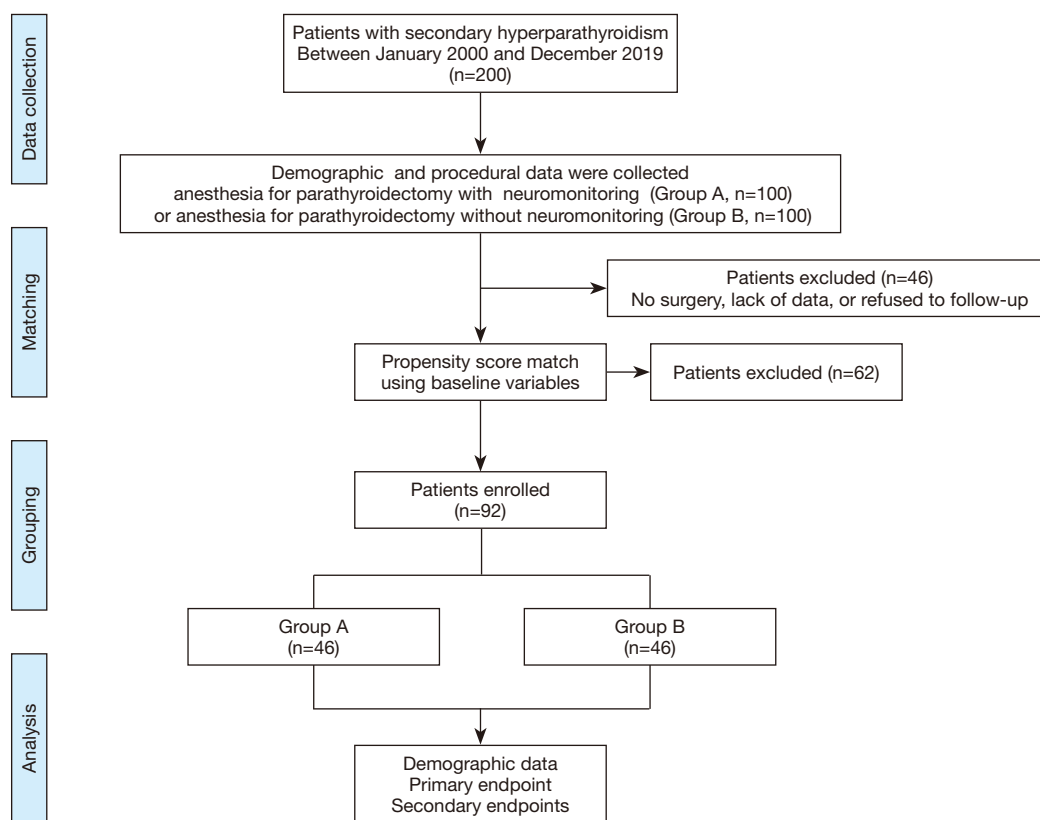 Data collection
Patients with secondary hyperparathyroidism
Between January 2000 and December 2019
(n=200)
Demographic and procedural data were collected
anesthesia for parathyroidectomy with neuromonitoring (Group A, n=100)
or anesthesia for parathyroidectomy without neuromonitoring (Group B, n=100)
Matching
Patients excluded (n=46)
No surgery, lack of data, or refused to follow-up
Propensity score match
using baseline variables
Patients excluded (n=62)
Grouping
Patients enrolled
(n=92)
Group A
(n=46)
Group B
(n=46)
Analysis
Demographic data
Primary endpoint
Secondary endpoints